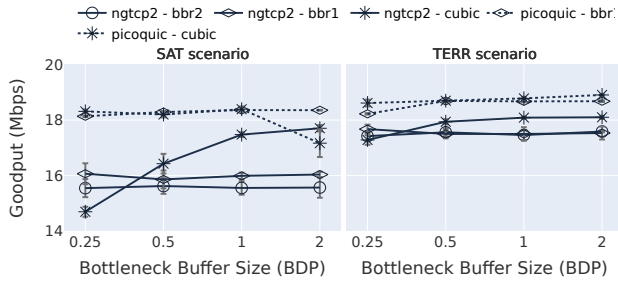 ngtcp2 - bbr2 ngtcp2 - bbr1 ngtcp2 - cubic picoquic - bbr1
picoquic - cubic
SAT scenario TERR scenario
Goodput (Mbps)
20
18
16
14
0.25 0.5 1 2 0.25 0.5 1 2
Bottleneck Buffer Size (BDP) Bottleneck Buffer Size (BDP)